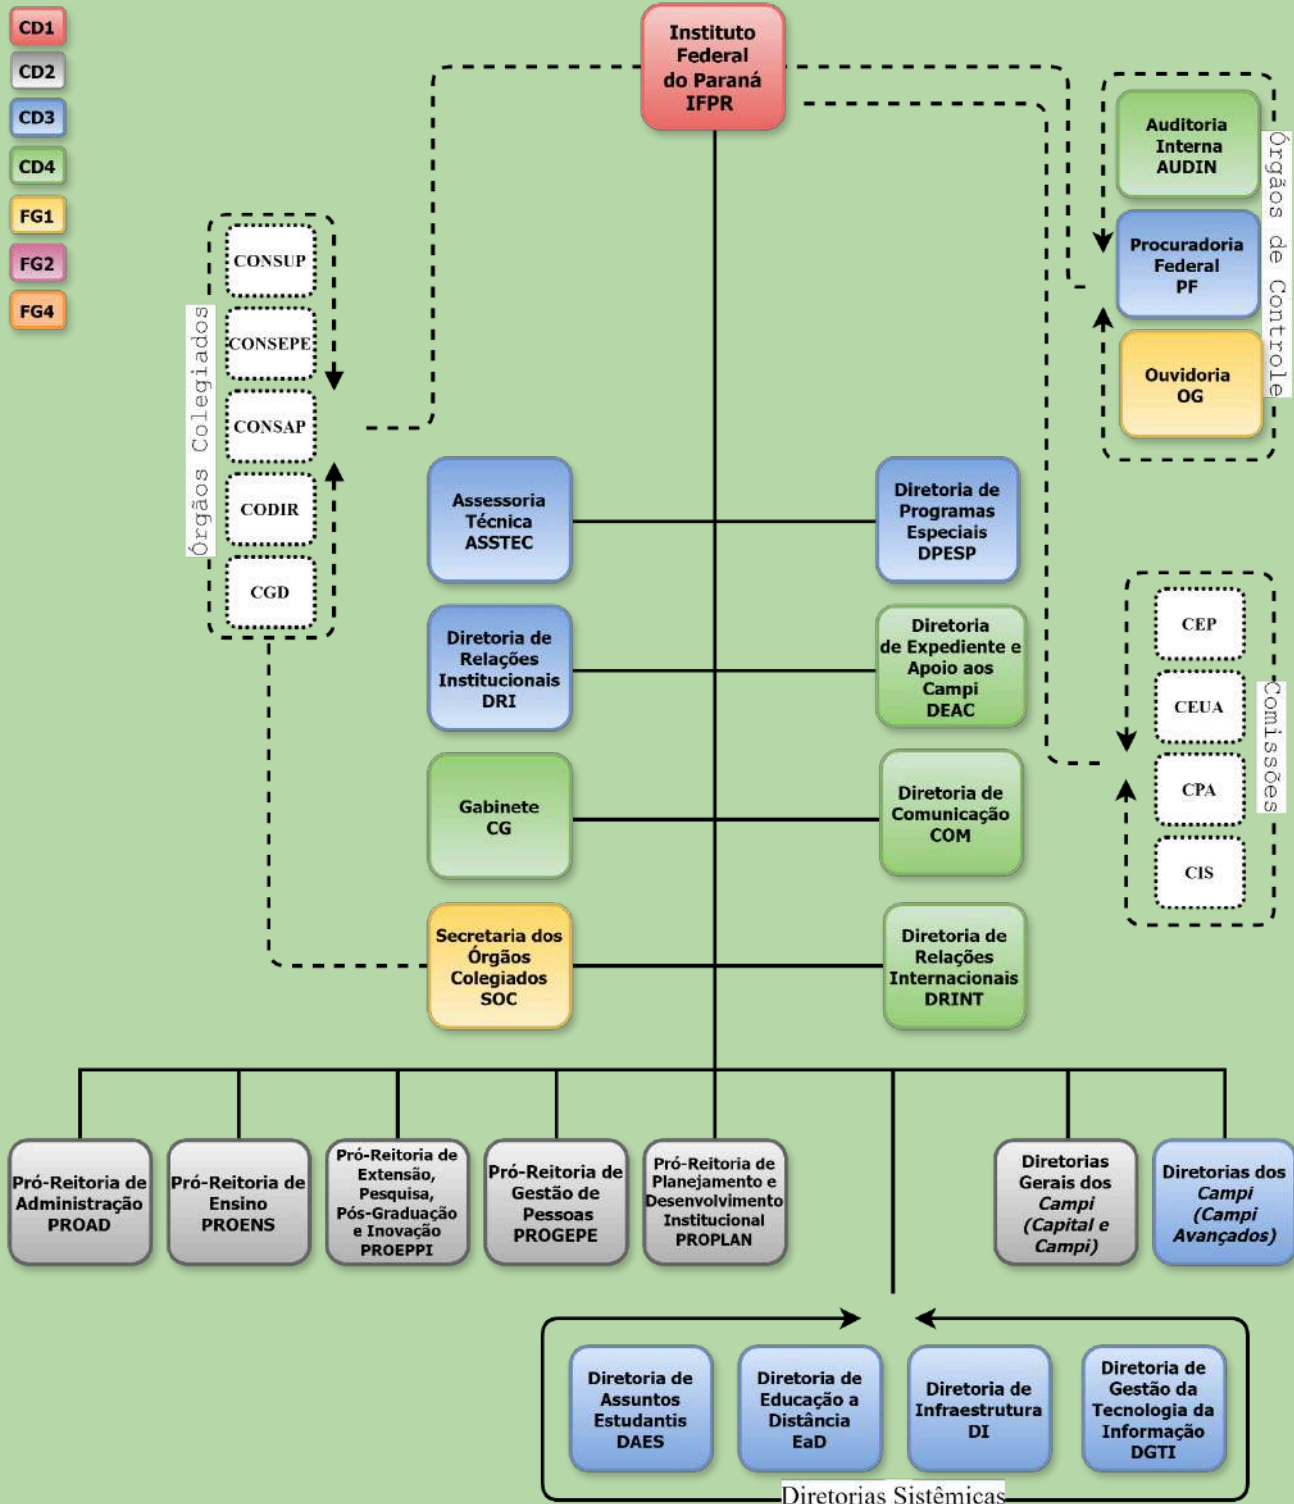 CD1
CD2
CD3
CD4
FG1
FG2
FG4
Instituto
Federal
do Paraná
IFPR
Órgãos Colegiados
CONSUP
CONSEPE
CONSAP
CODIR
CGD
Órgãos de Controle
Auditoria
Interna
AUDIN
Procuradoria
Federal
PF
Ouvidoria
OG
Comissões
CEP
CEUA
CPA
CIS
Assessoria
Técnica
ASSTEC
Diretoria de
Programas
Especiais
DPESP
Diretoria de
Relações
Institucionais
DRI
Diretoria
de Expediente e
Apoio aos
Campi
DEAC
Gabinete
CG
Diretoria de
Comunicação
COM
Secretaria dos
Órgãos
Colegiados
SOC
Diretoria de
Relações
Internacionais
DRINT
Pró-Reitoria de
Administração
PROAD
Pró-Reitoria de
Ensino
PROENS
Pró-Reitoria de
Extensão,
Pesquisa,
Pós-Graduação
e Inovação
PROEPPI
Pró-Reitoria de
Gestão de
Pessoas
PROGEPE
Pró-Reitoria de
Planejamento e
Desenvolvimento
Institucional
PROPLAN
Diretorias
Gerais dos
Campi
(Capital e
Campi)
Diretorias dos
Campi
(Campi
Avançados)
Diretoria de
Assuntos
Estudantis
DAES
Diretoria de
Educação a
Distância
EaD
Diretoria de
Infraestrutura
DI
Diretoria de
Gestão da
Tecnologia da
Informação
DGTI
Diretorias Sistêmicas